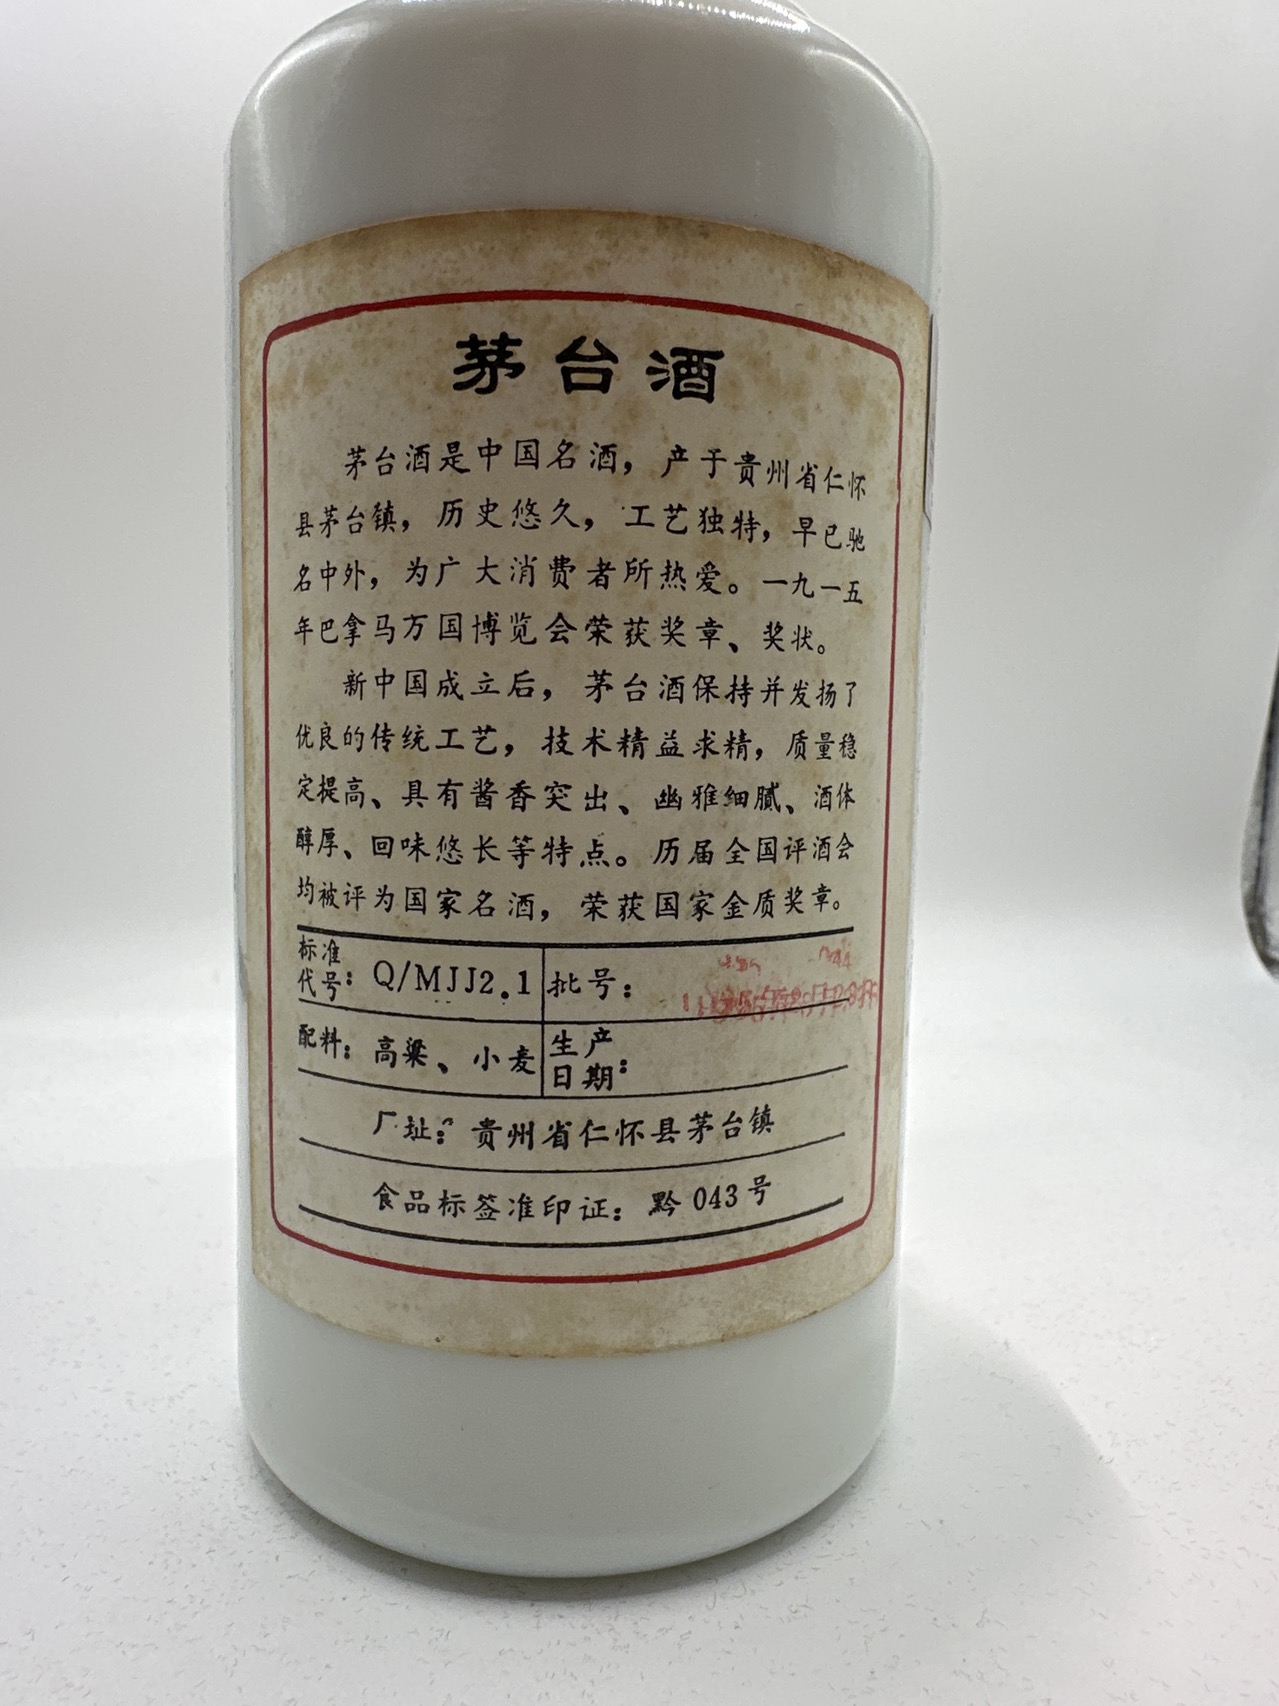 茅台酒
茅台酒是中国名酒，产于贵州省仁怀
县茅台镇，历史悠久，工艺独特，早已驰
名中外，为广大消费者所热爱。一九一五
年巴拿马万国博览会荣获奖章、奖状。
新中国成立后，茅台酒保持并发扬了
优良的传统工艺，技术精益求精，质量稳
定提高、具有酱香突出、幽雅细腻、酒体
醇厚、回味悠长等特点。历届全国评酒会
均被评为国家名酒，荣获国家金质奖章。
标准代号：Q/MJJ2.1 批号：
配料：高粱、小麦 生产日期：
厂址：贵州省仁怀县茅台镇
食品标签准印证：黔043号